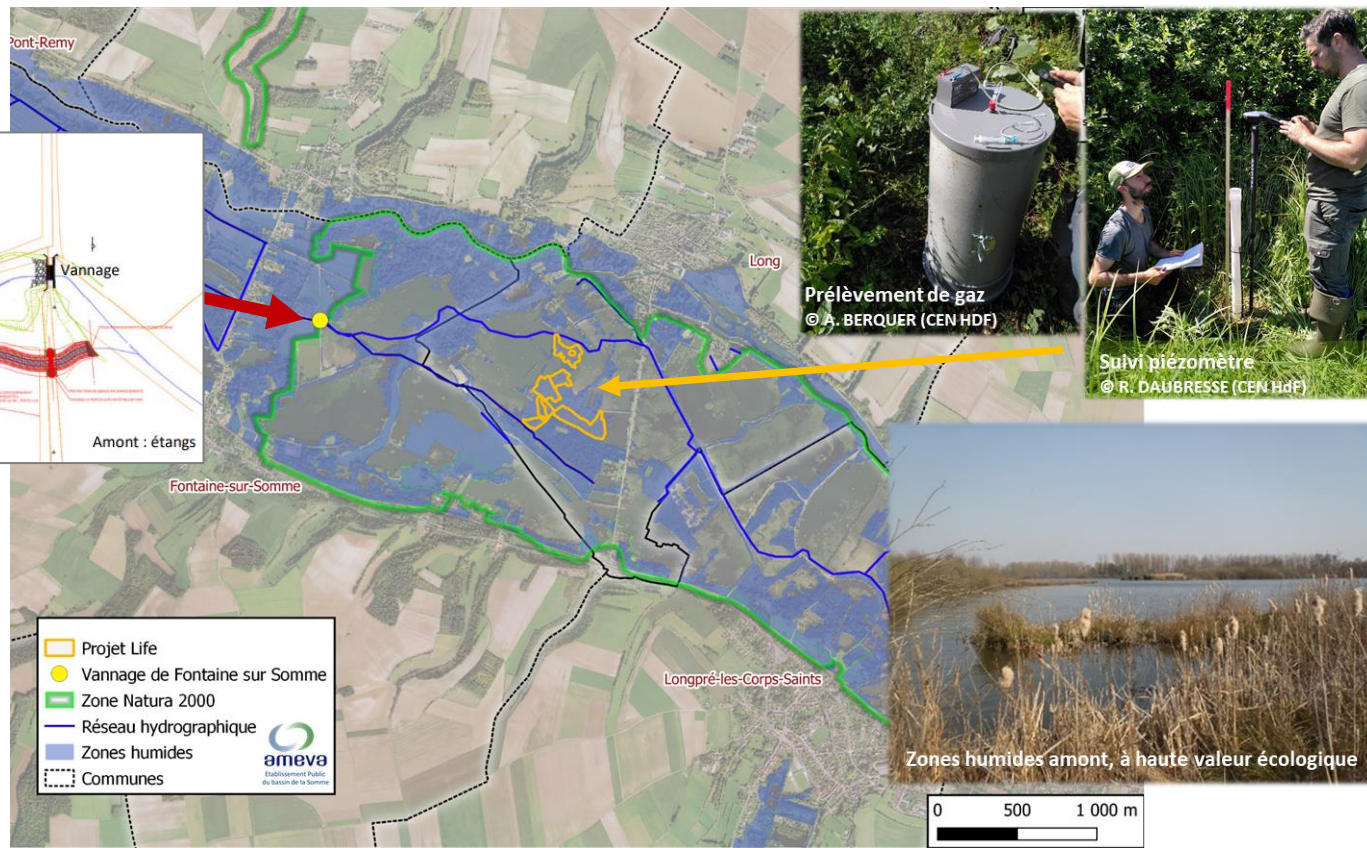 Pont-Remy
Vannage
Amont : étangs
Long
Fontaine-sur-Somme
Longpré-les-Corps-Saints
Prélèvement de gaz
© A. BERQUER (CEN HDF)
Suivi piézomètre
© R. DAUBRESSE (CEN HdF)
Zones humides amont, à haute valeur écologique
Projet Life
Vannage de Fontaine sur Somme
Zone Natura 2000
Réseau hydrographique
Zones humides
Communes
ameva
Etablissement Public
du bassin de la Somme
0 500 1 000 m